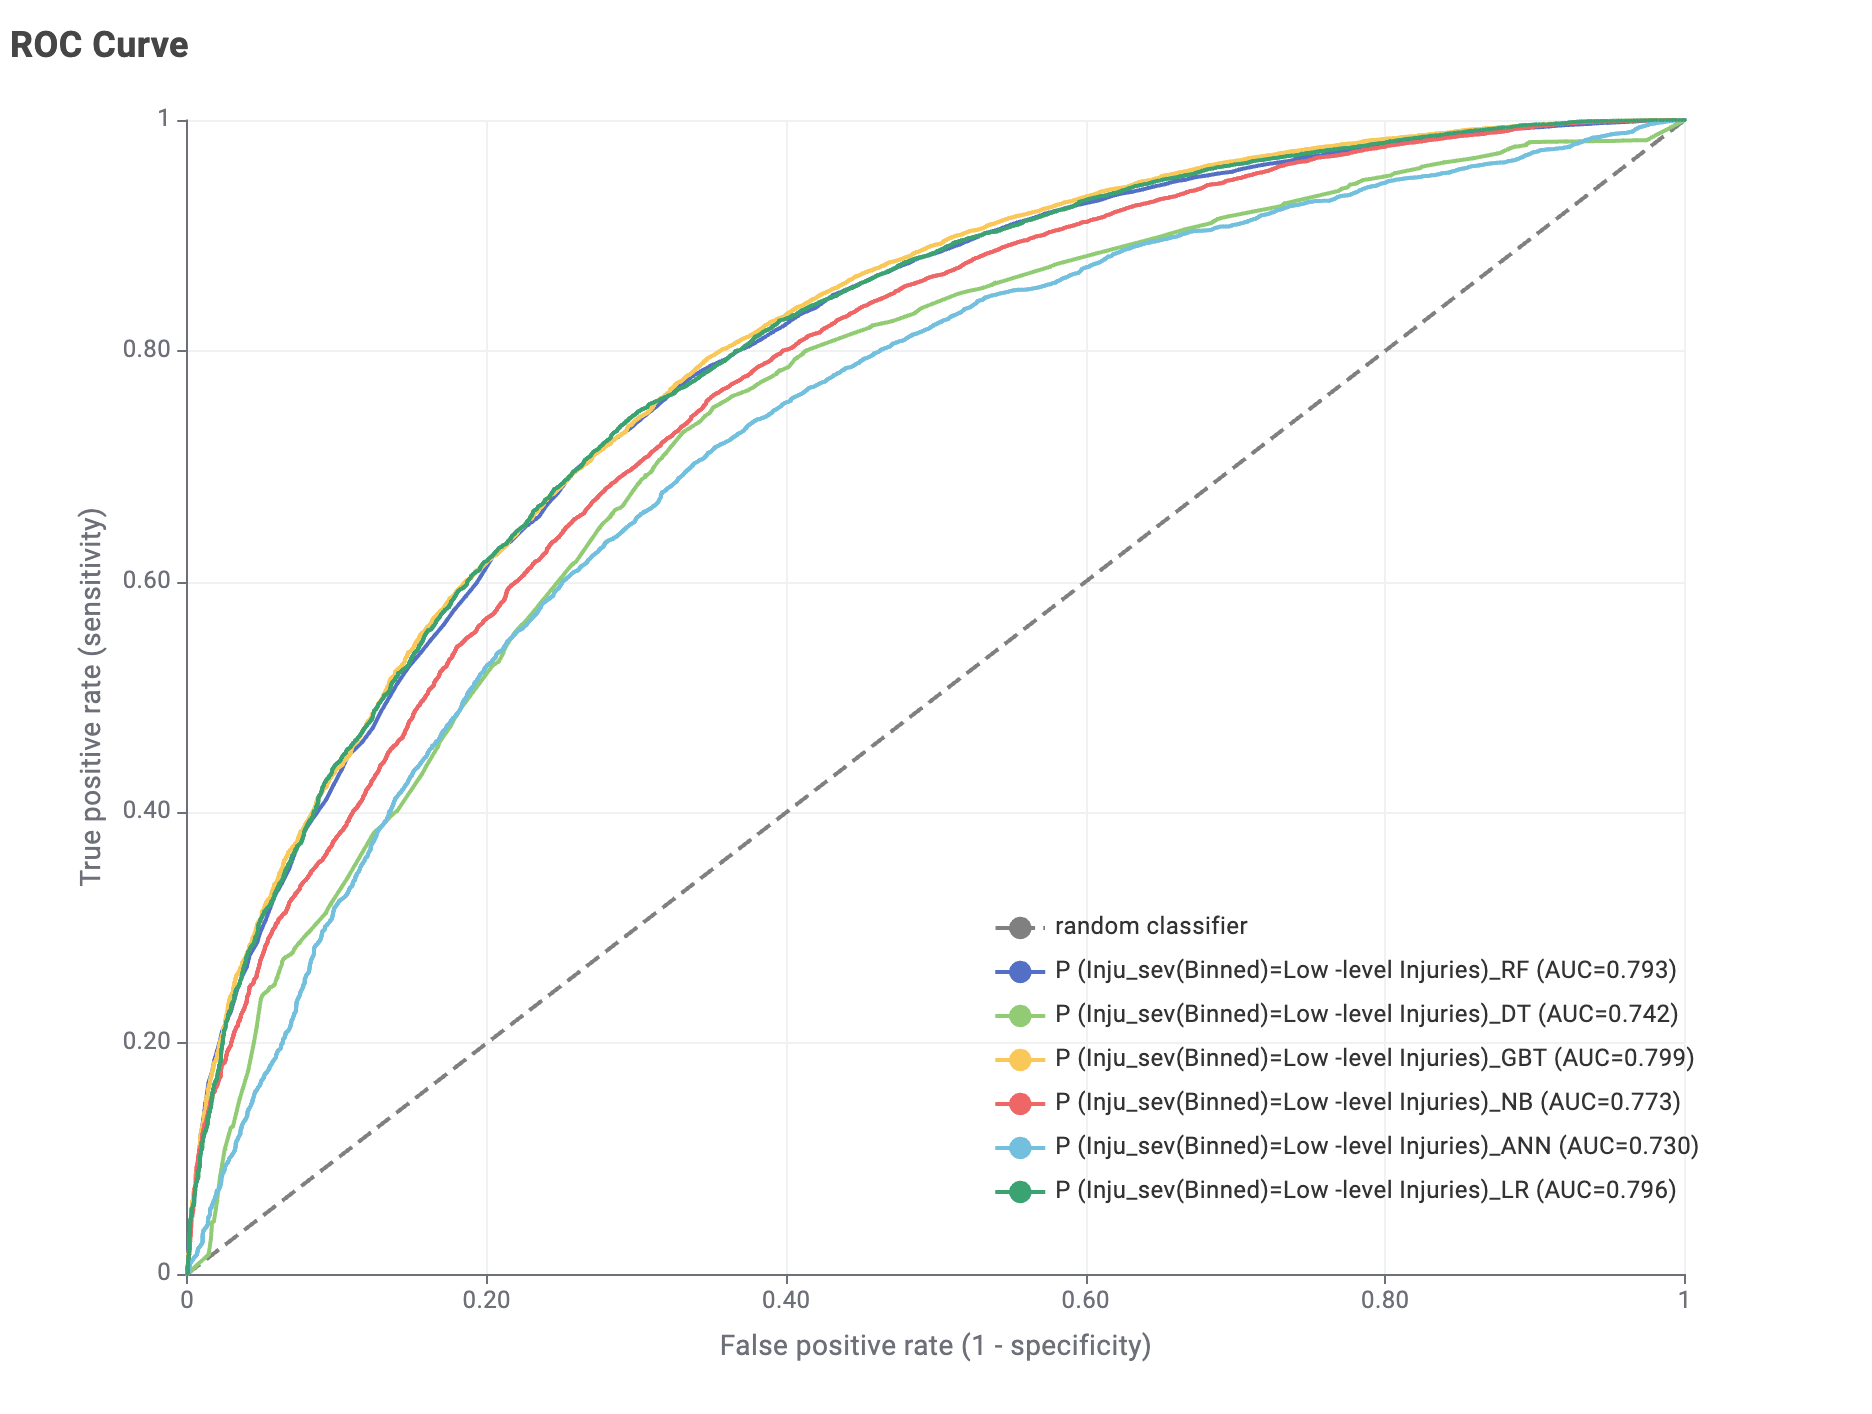 ROC Curve
1
0.80
0.60
0.40
0.20
0
True positive rate (sensitivity)
random classifier
P (Inju_sev(Binned)=Low -level Injuries)_RF (AUC=0.793)
P (Inju_sev(Binned)=Low -level Injuries)_DT (AUC=0.742)
P (Inju_sev(Binned)=Low -level Injuries)_GBT (AUC=0.799)
P (Inju_sev(Binned)=Low -level Injuries)_NB (AUC=0.773)
P (Inju_sev(Binned)=Low -level Injuries)_ANN (AUC=0.730)
P (Inju_sev(Binned)=Low -level Injuries)_LR (AUC=0.796)
0 0.20 0.40 0.60 0.80 1
False positive rate (1 - specificity)